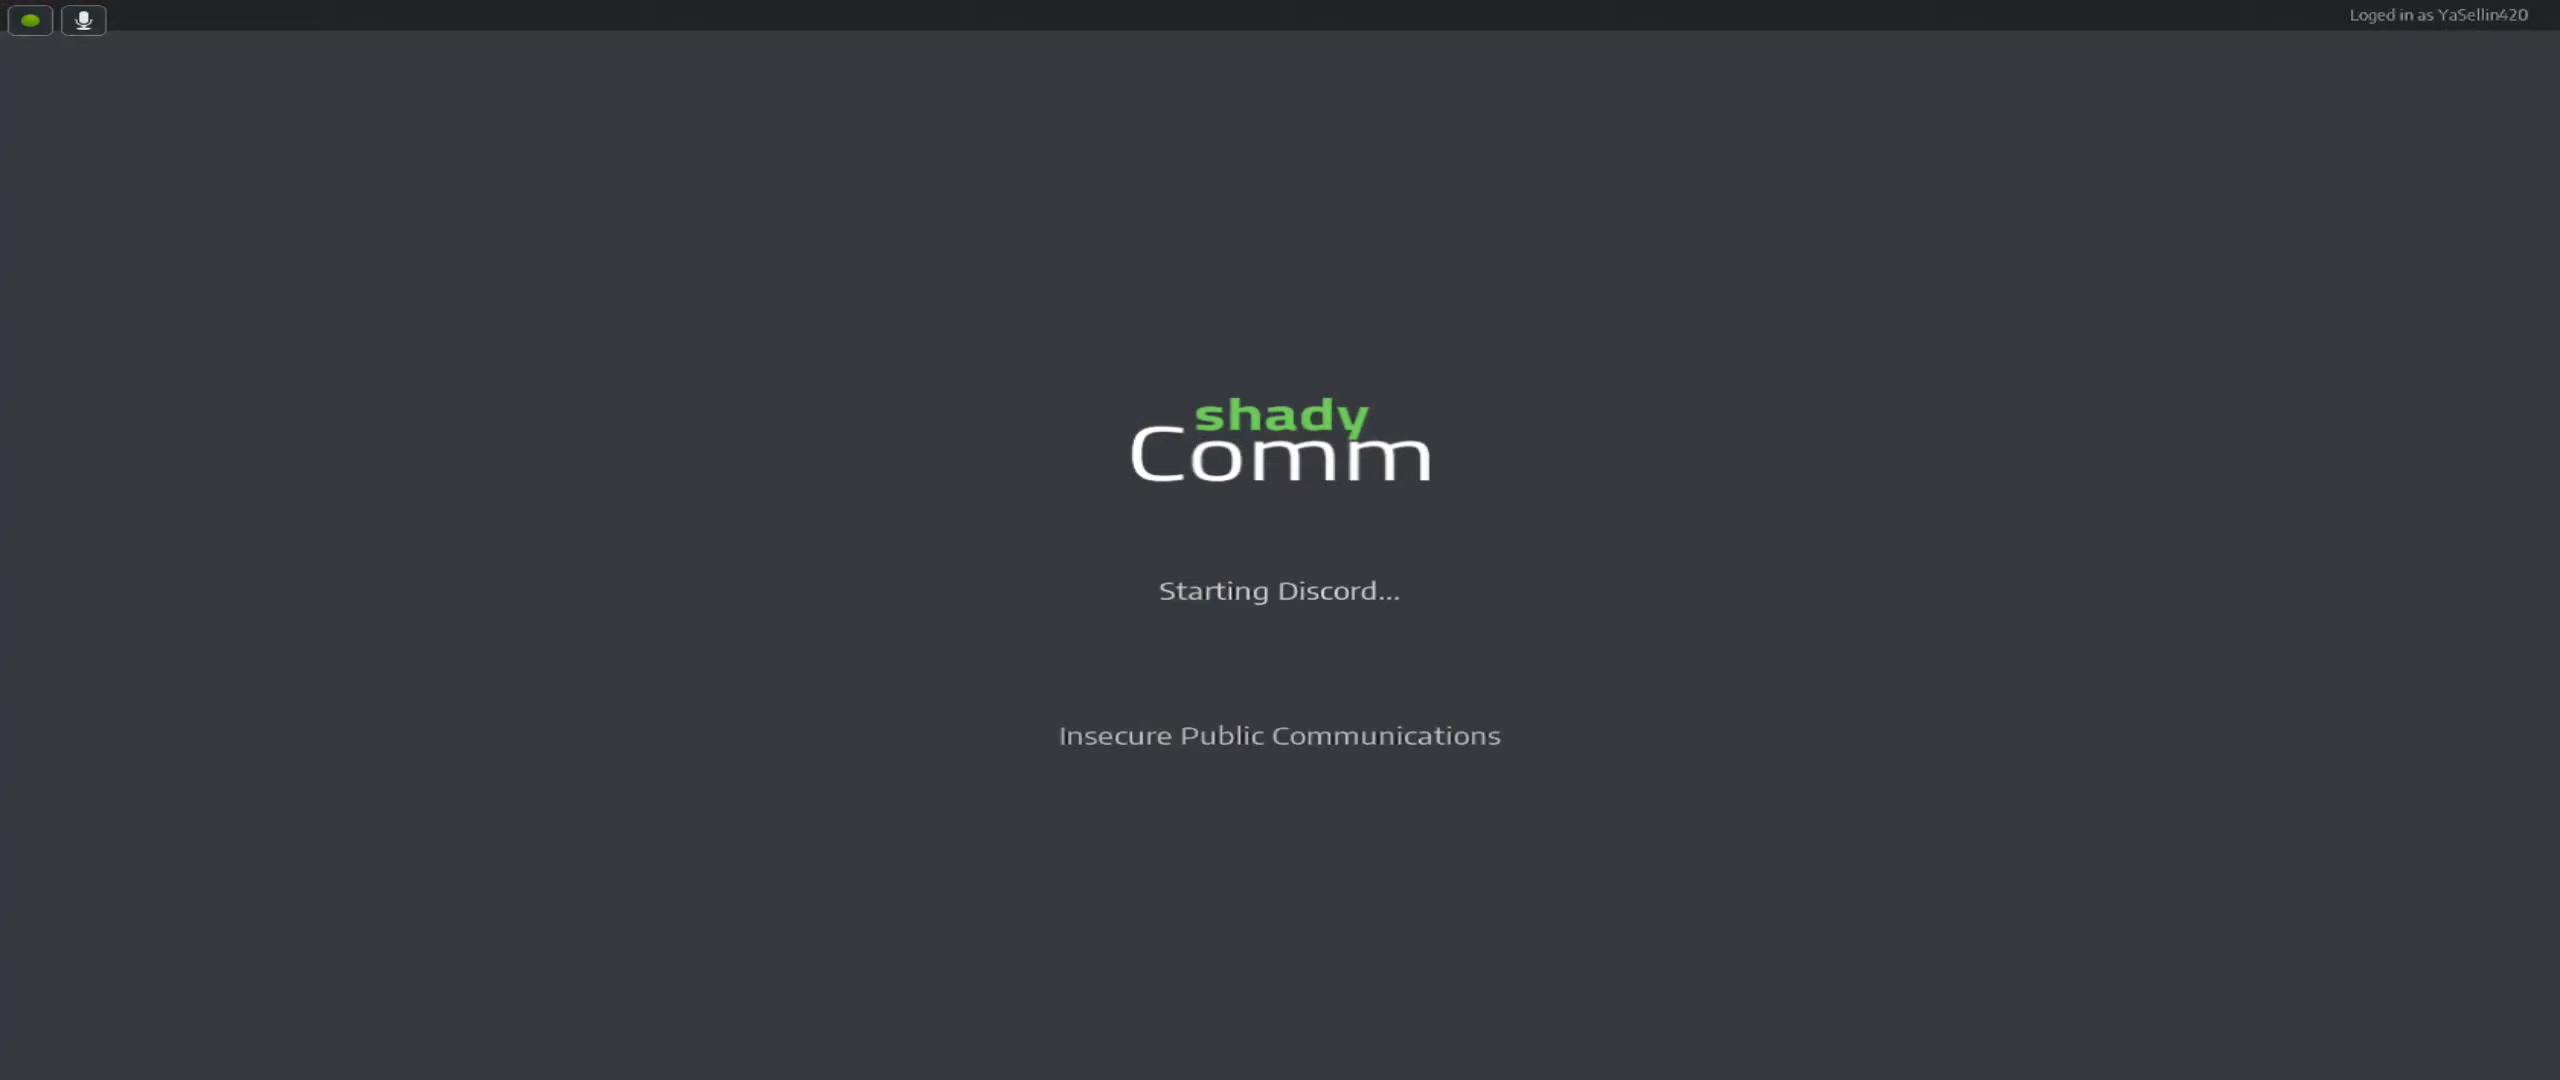 Loged in as YaSellin420
shady
Comm
Starting Discord...
Insecure Public Communications